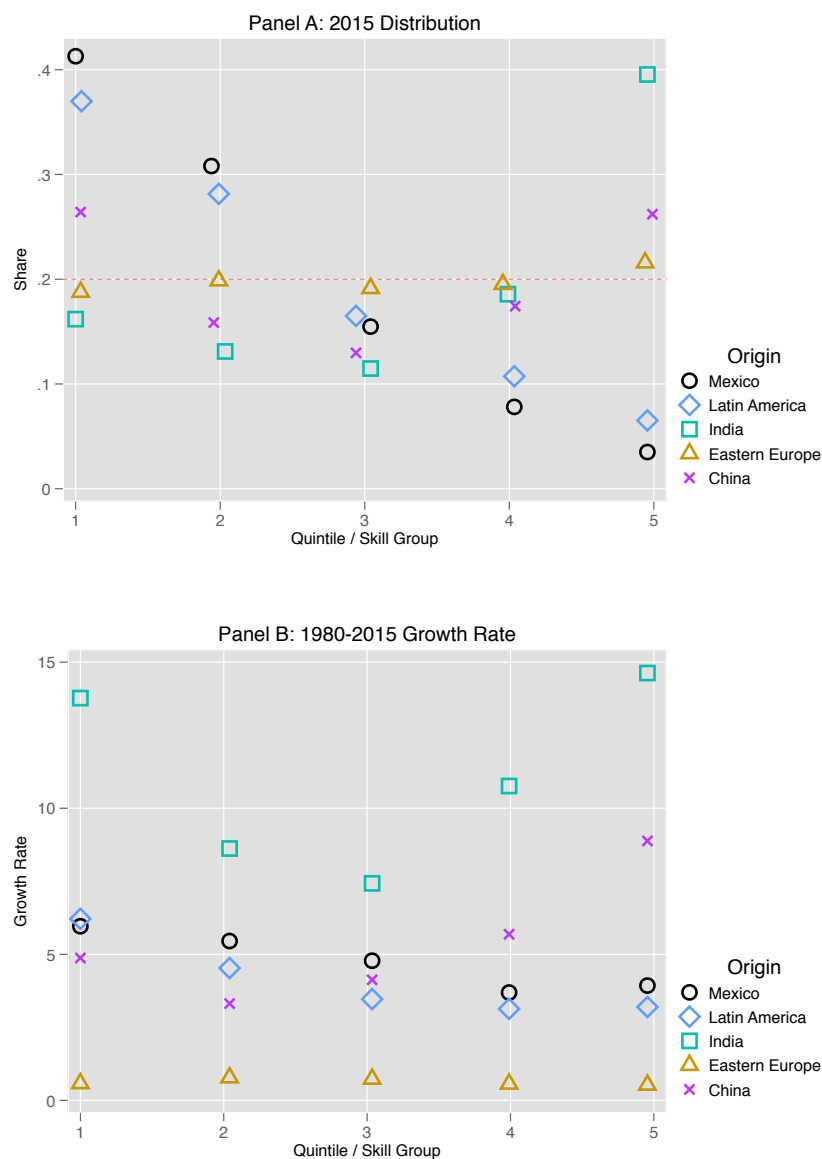 Panel A: 2015 Distribution
.4
.3
.2
.1
0
Share
1 2 3 4 5
Quintile / Skill Group
Origin
Mexico
Latin America
India
Eastern Europe
China
Panel B: 1980-2015 Growth Rate
15
10
5
0
Growth Rate
1 2 3 4 5
Quintile / Skill Group
Origin
Mexico
Latin America
India
Eastern Europe
China